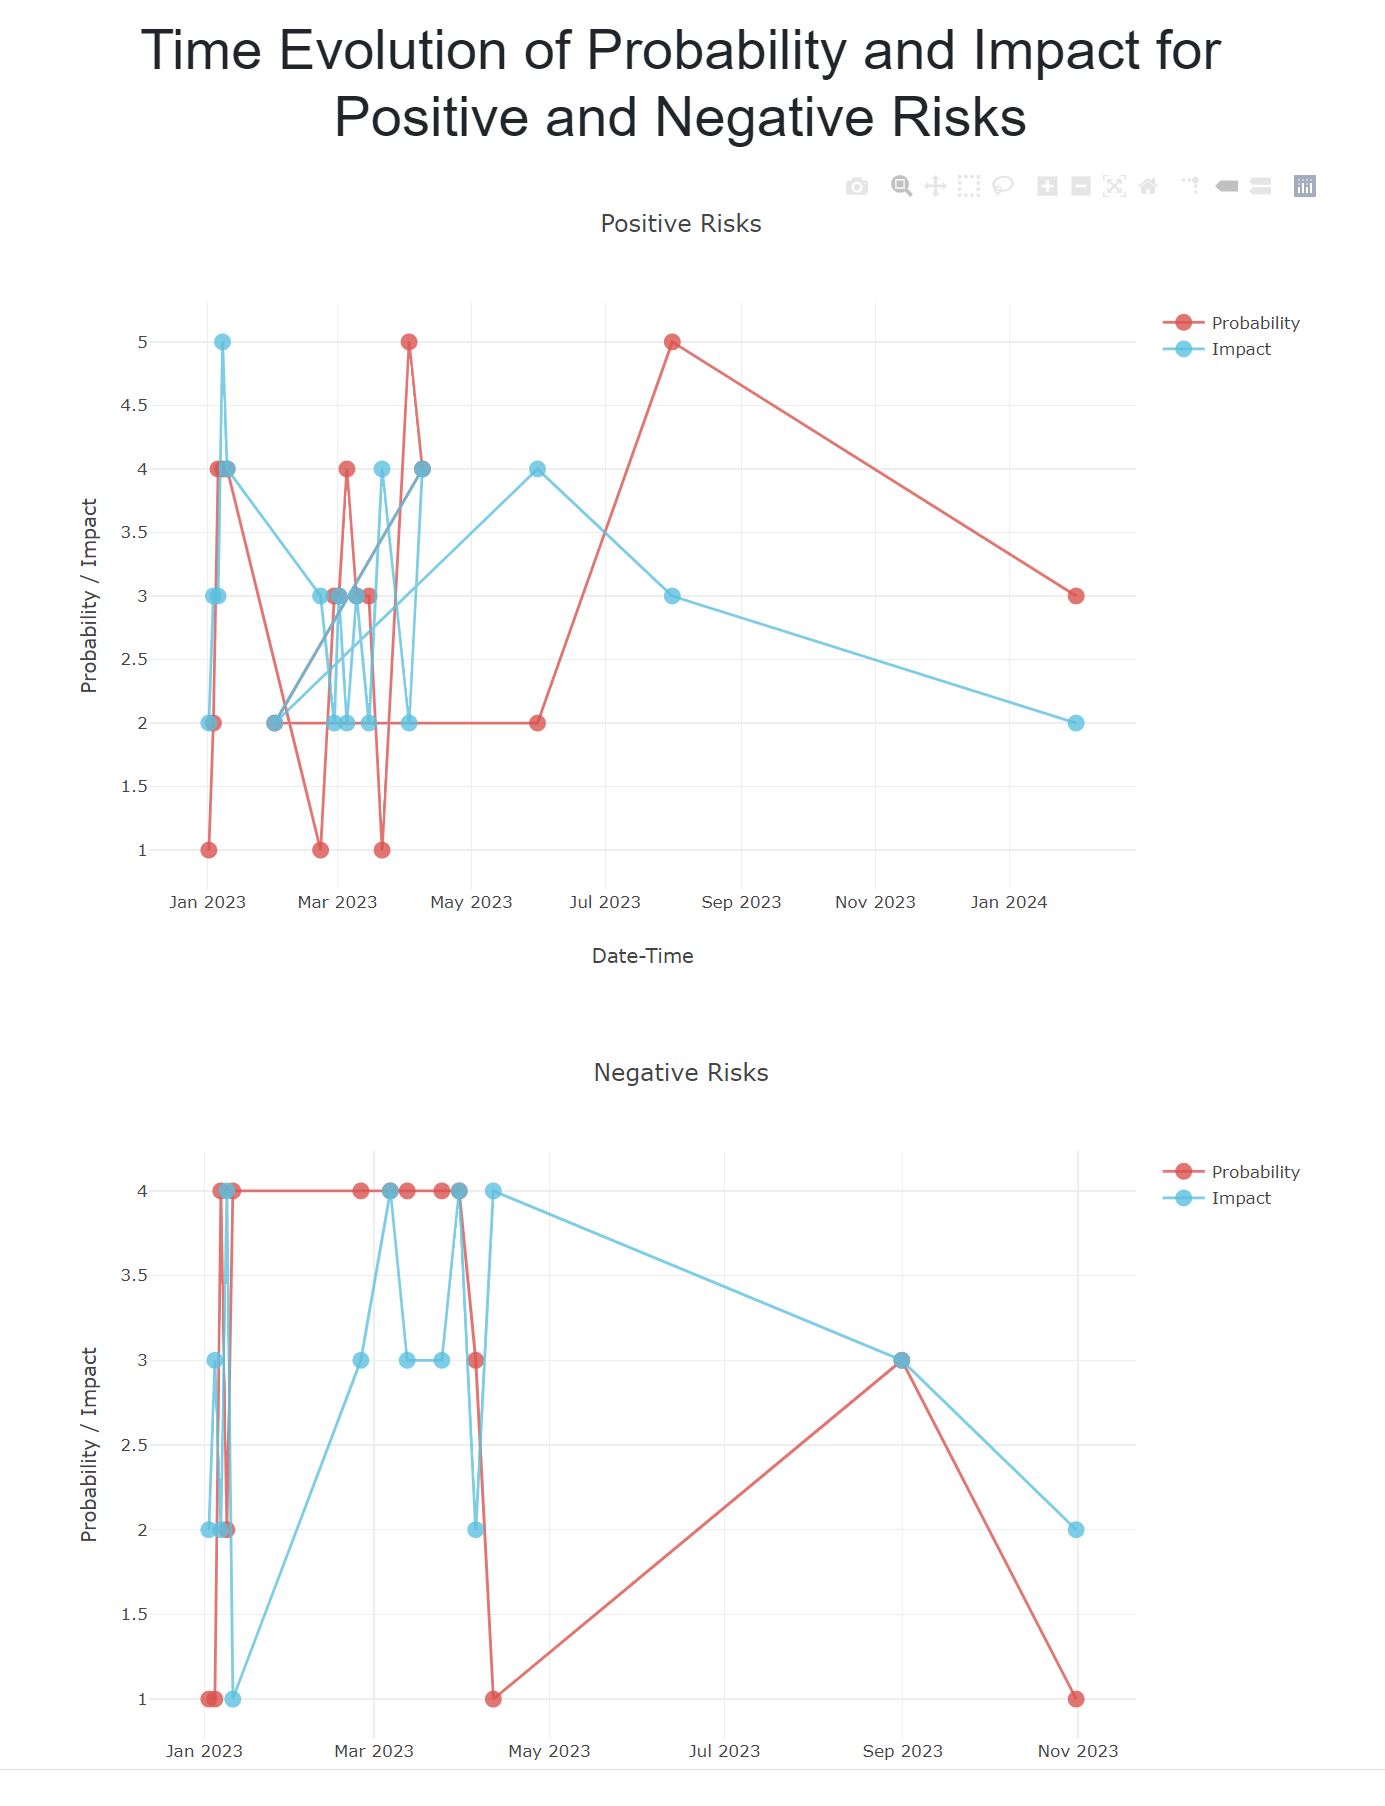 Time Evolution of Probability and Impact for
Positive and Negative Risks
Positive Risks
Probability
Impact
5
4.5
4
3.5
3
2.5
2
1.5
1
Probability / Impact
Jan 2023 Mar 2023 May 2023 Jul 2023 Sep 2023 Nov 2023 Jan 2024
Date-Time
Negative Risks
Probability
Impact
4
3.5
3
2.5
2
1.5
1
Probability / Impact
Jan 2023 Mar 2023 May 2023 Jul 2023 Sep 2023 Nov 2023